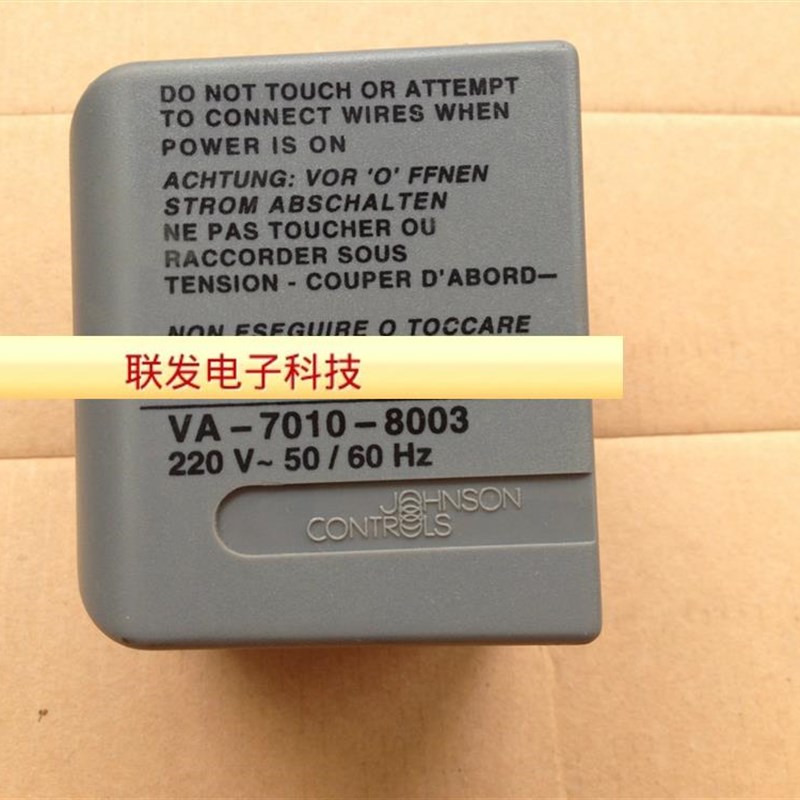 DO NOT TOUCH OR ATTEMPT
TO CONNECT WIRES WHEN
POWER IS ON
ACHTUNG: VOR 'O' FFNEN
STROM ABSCHALTEN
NE PAS TOUCHER OU
RACCORDER SOUS
TENSION - COUPER D'ABORD—
NON ESEGUIRE O TOCCARE
联发电子科技
VA – 7010 – 8003
220 V~ 50 / 60 Hz
JOHNSON
CONTROLS